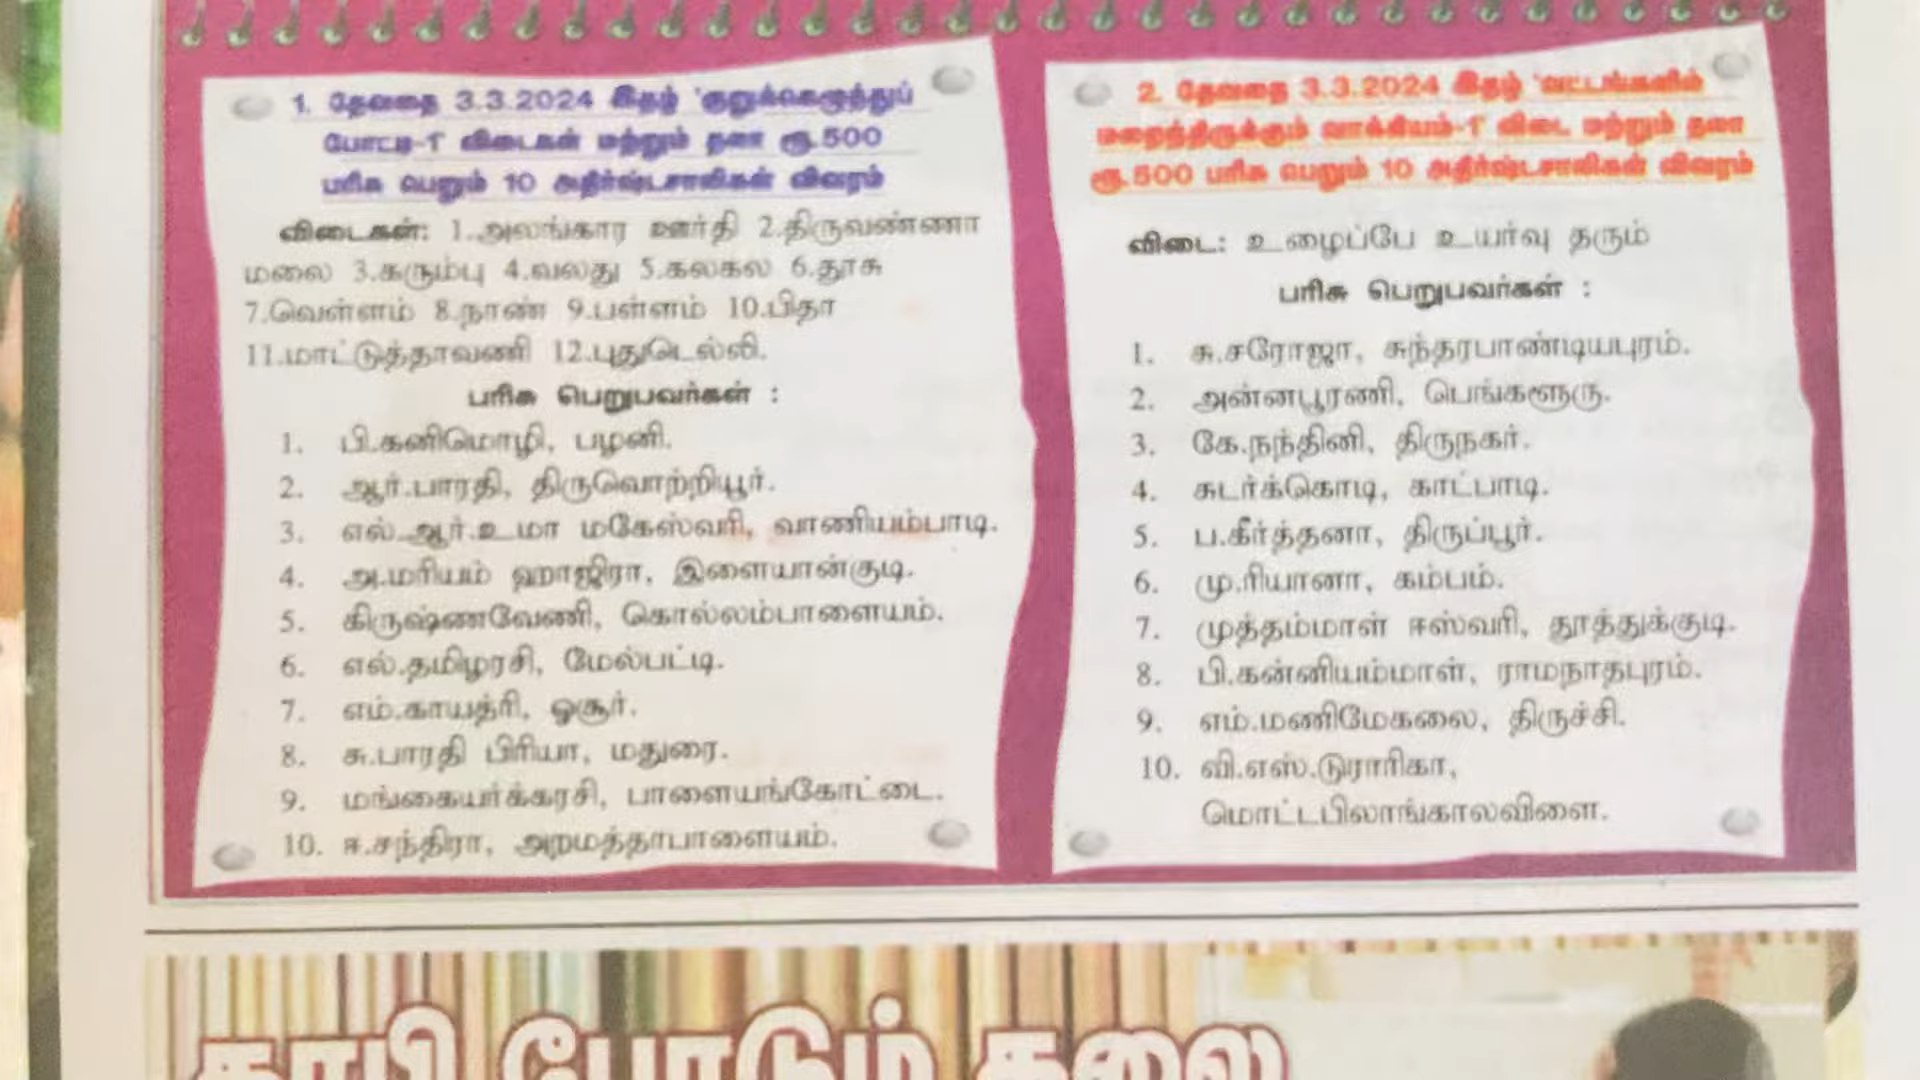 1. தேவதை 3.3.2024 இதழ் 'குறுக்கெழுத்துப்
போட்டி-1' விடைகள் மற்றும் தலா ரூ.500
பரிசு பெறும் 10 அதிர்ஷ்டசாலிகள் விவரம்
விடைகள்: 1.அலங்கார ஊர்தி 2.திருவண்ணா
மலை 3.கரும்பு 4.வலது 5.கலகல 6.தூசு
7.வெள்ளம் 8.நாண் 9.பள்ளம் 10.பிதா
11.மாட்டுத்தாவணி 12.புதுடெல்லி.
பரிசு பெறுபவர்கள் :
1. பி.கனிமொழி, பழனி.
2. ஆர்.பாரதி, திருவொற்றியூர்.
3. எல்.ஆர்.உமா மகேஸ்வரி, வாணியம்பாடி.
4. அ.மரியம் ஹாஜிரா, இளையான்குடி.
5. கிருஷ்ணவேணி, கொல்லம்பாளையம்.
6. எல்.தமிழரசி, மேல்பட்டி.
7. எம்.காயத்ரி, ஓசூர்.
8. சு.பாரதி பிரியா, மதுரை.
9. மங்கையர்க்கரசி, பாளையங்கோட்டை.
10. ஈ.சந்திரா, அறமத்தாபாளையம்.
2. தேவதை 3.3.2024 இதழ் 'வட்டங்களில்
மறைந்திருக்கும் வாக்கியம்-1' விடை மற்றும் தலா
ரூ.500 பரிசு பெறும் 10 அதிர்ஷ்டசாலிகள் விவரம்
விடை: உழைப்பே உயர்வு தரும்
பரிசு பெறுபவர்கள் :
1. சு.சரோஜா, சுந்தரபாண்டியபுரம்.
2. அன்னபூரணி, பெங்களூரு.
3. கே.நந்தினி, திருநகர்.
4. சுடர்க்கொடி, காட்பாடி.
5. ப.கீர்த்தனா, திருப்பூர்.
6. மு.ரியானா, கம்பம்.
7. முத்தம்மாள் ஈஸ்வரி, தூத்துக்குடி.
8. பி.கன்னியம்மாள், ராமநாதபுரம்.
9. எம்.மணிமேகலை, திருச்சி.
10. வி.எஸ்.டுராரிகா,
மொட்டபிலாங்காலவிளை.
காபி போடும் கலை